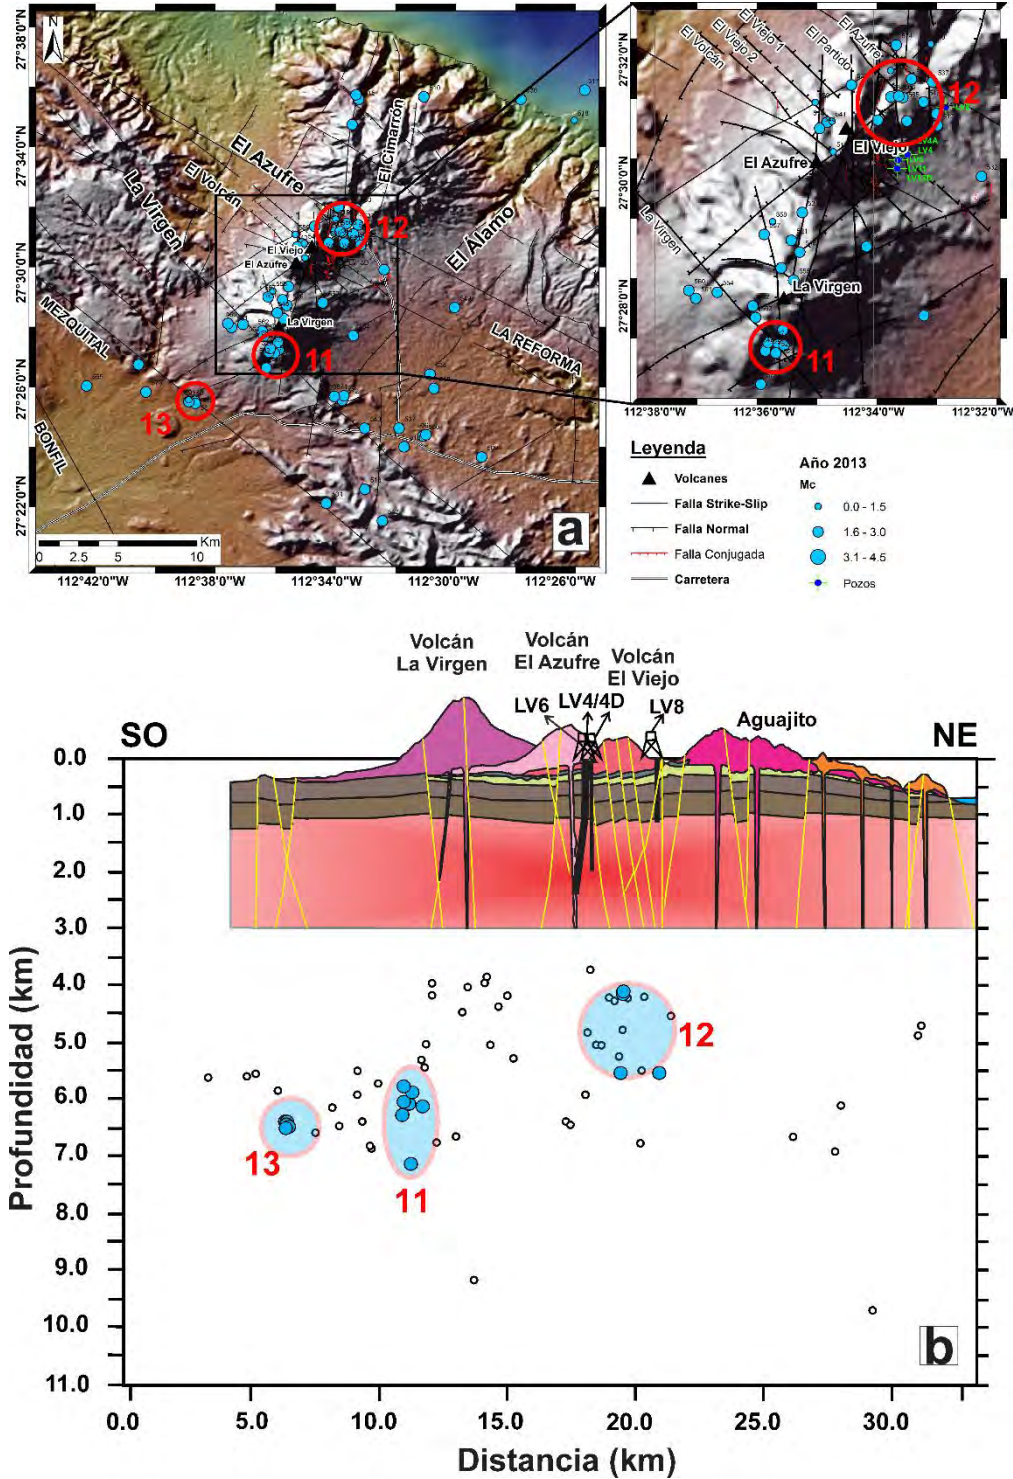 27°38'0"N
27°34'0"N
27°30'0"N
27°26'0"N
27°22'0"N
N
El Cimarrón
El Azufre
El Volcán
La Virgen
12
El Álamo
El Viejo
El Azufre
La Virgen
MEZQUITAL
11
LA REFORMA
13
BONFIL
a
Km
0 2.5 5 10
112°42'0"W 112°38'0"W 112°34'0"W 112°30'0"W 112°26'0"W
27°32'0"N
27°30'0"N
27°28'0"N
27°26'0"N
El Volcán
El Viejo 2
El Viejo 1
El Partido
El Azufre
12
El Viejo
LV4A
LV4
El Azufre
La Virgen
La Virgen
11
112°38'0"W 112°36'0"W 112°34'0"W 112°32'0"W
Leyenda
Volcanes
Falla Strike-Slip
Falla Normal
Falla Conjugada
Carretera
Año 2013
Mc
0.0 - 1.5
1.6 - 3.0
3.1 - 4.5
Pozos
Volcán
La Virgen
Volcán
El Azufre
Volcán
El Viejo
LV6
LV4/4D
LV8
Aguajito
SO
NE
0.0
1.0
2.0
3.0
4.0
5.0
6.0
7.0
8.0
9.0
10.0
11.0
Profundidad (km)
12
13
11
b
0.0 5.0 10.0 15.0 20.0 25.0 30.0
Distancia (km)